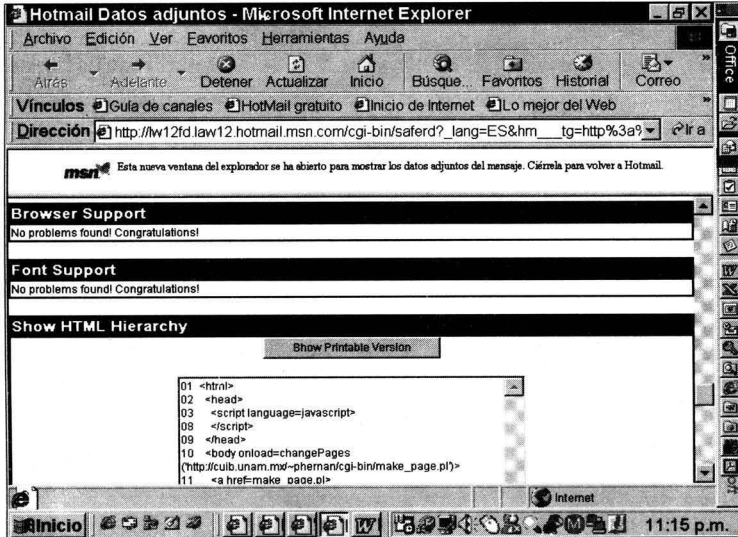 Hotmail Datos adjuntos - Microsoft Internet Explorer
Archivo Edición Ver Favoritos Herramientas Ayuda
Atrás Adelante Detener Actualizar Inicio Búsque... Favoritos Historial Correo
Vínculos Guía de canales HotMail gratuito Inicio de Internet Lo mejor del Web
Dirección http://lw12fd.law12.hotmail.msn.com/cgi-bin/saferd?_lang=ES&hm___tg=http%3a% Ir a
msn Esta nueva ventana del explorador se ha abierto para mostrar los datos adjuntos del mensaje. Ciérrela para volver a Hotmail.
Browser Support
No problems found! Congratulations!
Font Support
No problems found! Congratulations!
Show HTML Hierarchy
Show Printable Version
01 <html>
02 <head>
03 <script language=javascript>
08 </script>
09 </head>
10 <body onload=changePages
('http://cuib.unam.mx/~phernan/cgi-bin/make_page.pl')>
11 <a href=make_page.pl>
Internet
Inicio
11:15 p.m.
Office